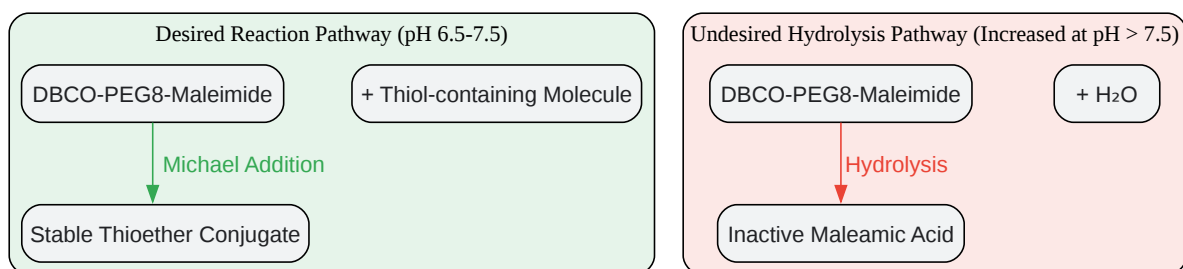 Desired Reaction Pathway (pH 6.5-7.5)
DBCO-PEG8-Maleimide
+ Thiol-containing Molecule
Michael Addition
Stable Thioether Conjugate
Undesired Hydrolysis Pathway (Increased at pH > 7.5)
DBCO-PEG8-Maleimide
+ H₂O
Hydrolysis
Inactive Maleamic Acid